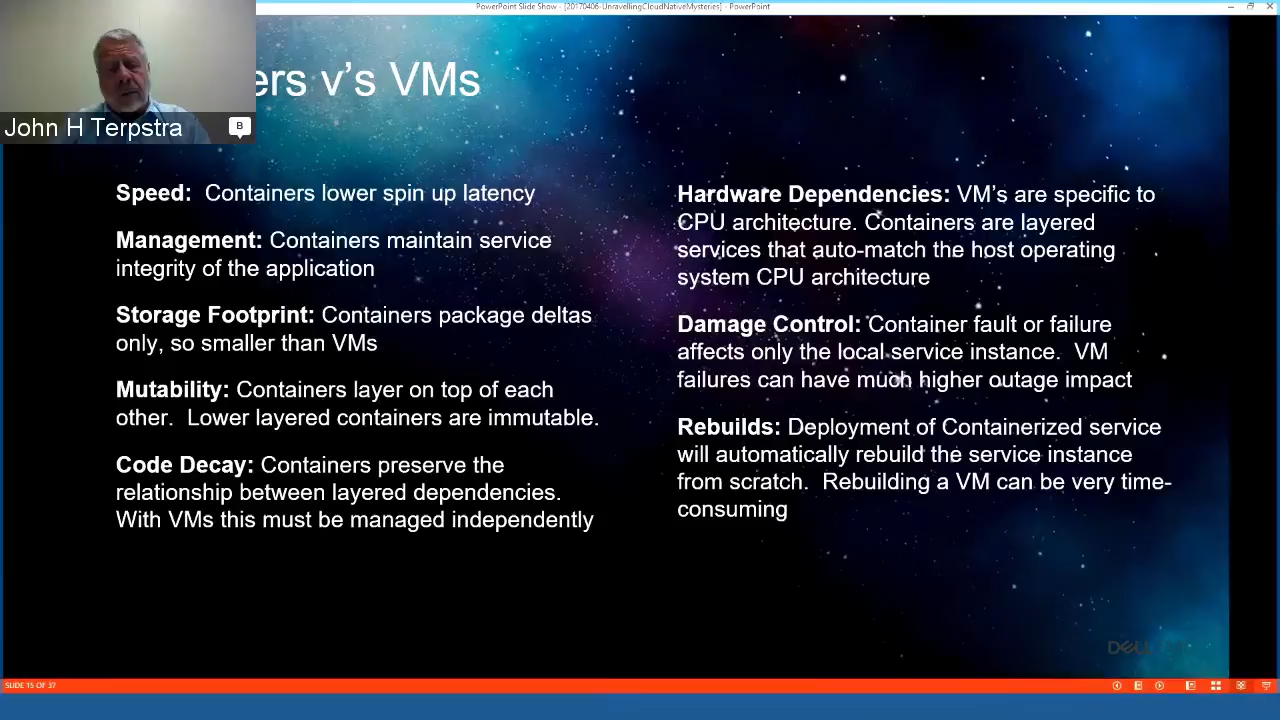 PowerPoint Slide Show - [20170406-UnravellingCloudNativeMysteries] - PowerPoint
ers v’s VMs
John H Terpstra
B
Speed: Containers lower spin up latency
Management: Containers maintain service
integrity of the application
Storage Footprint: Containers package deltas
only, so smaller than VMs
Mutability: Containers layer on top of each
other. Lower layered containers are immutable.
Code Decay: Containers preserve the
relationship between layered dependencies.
With VMs this must be managed independently
Hardware Dependencies: VM’s are specific to
CPU architecture. Containers are layered
services that auto-match the host operating
system CPU architecture
Damage Control: Container fault or failure
affects only the local service instance. VM
failures can have much higher outage impact
Rebuilds: Deployment of Containerized service
will automatically rebuild the service instance
from scratch. Rebuilding a VM can be very time-
consuming
SLIDE 15 OF 37